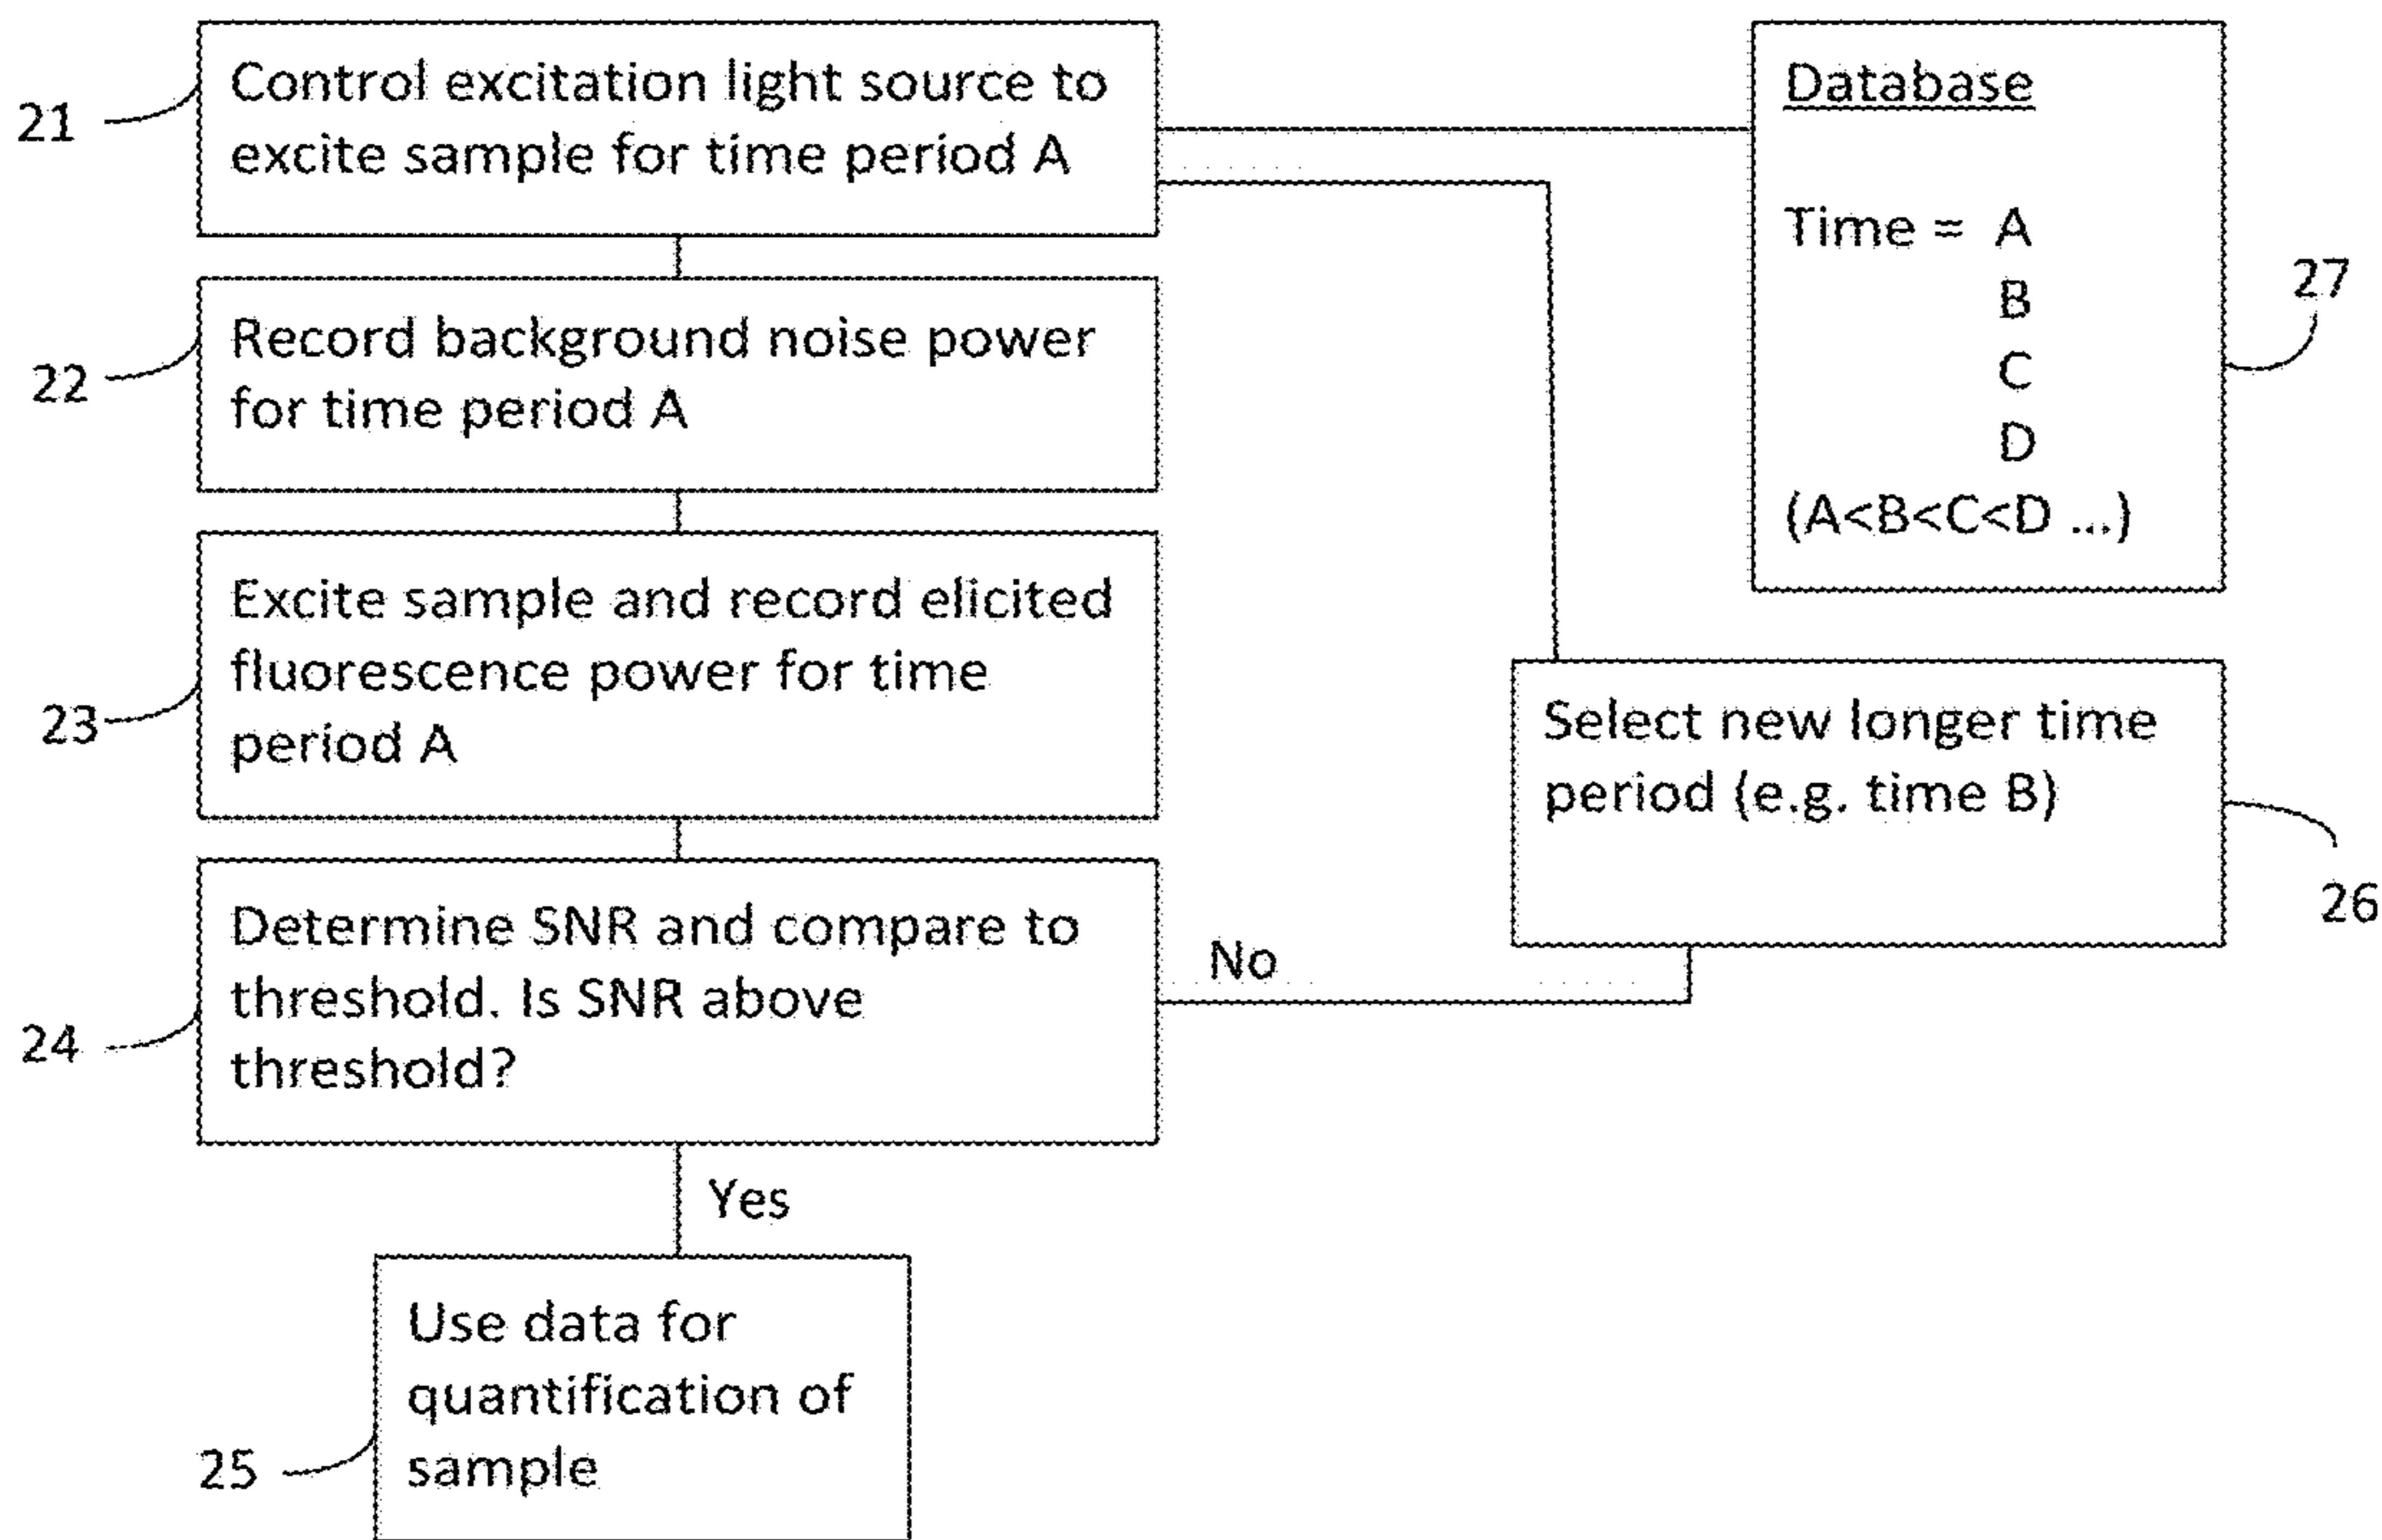 21
Control excitation light source to
excite sample for time period A
22
Record background noise power
for time period A
23
Excite sample and record elicited
fluorescence power for time
period A
24
Determine SNR and compare to
threshold. Is SNR above
threshold?
No
Yes
25
Use data for
quantification of
sample
Database
Time = A
B
C
D
(A<B<C<D ...)
27
Select new longer time
period (e.g. time B)
26